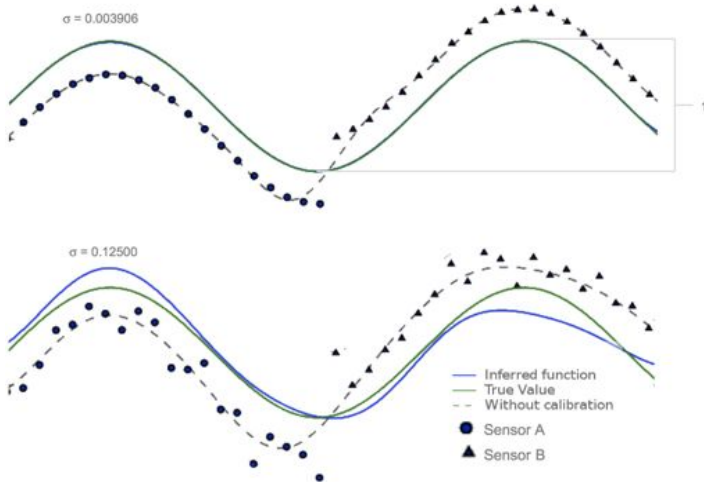 σ = 0.003906
σ = 0.12500
Inferred function
True Value
Without calibration
Sensor A
Sensor B